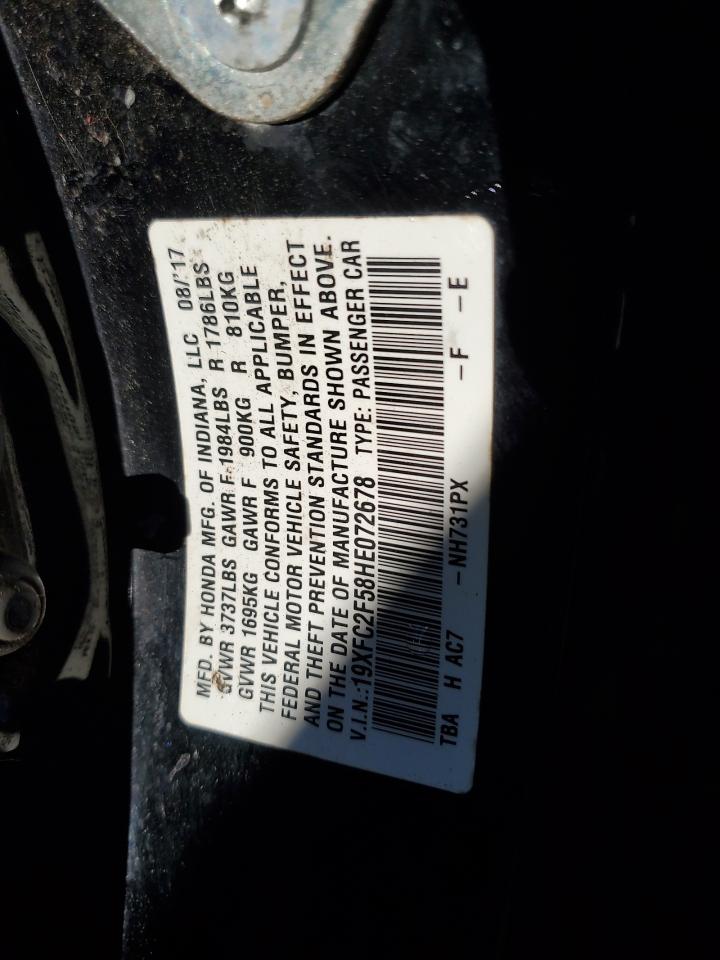 MFD. BY HONDA MFG. OF INDIANA, LLC 08/'17
GVWR 3737LBS GAWR F 1984LBS R 1786LBS
GVWR 1695KG GAWR F 900KG R 810KG
THIS VEHICLE CONFORMS TO ALL APPLICABLE
FEDERAL MOTOR VEHICLE SAFETY, BUMPER,
AND THEFT PREVENTION STANDARDS IN EFFECT
ON THE DATE OF MANUFACTURE SHOWN ABOVE.
V.I.N.:19XFC2F58HE072678 TYPE: PASSENGER CAR
TBA H AC7 -NH731PX -F -E